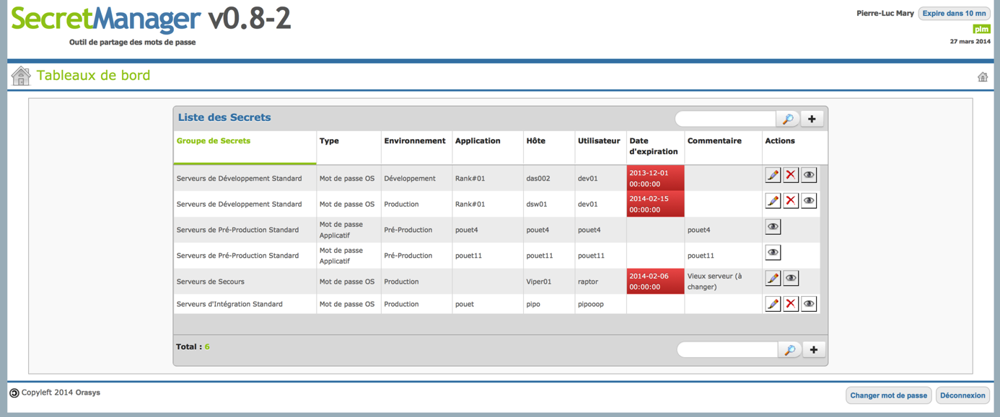 SecretManager v0.8-2
Outil de partage des mots de passe
Pierre-Luc Mary Expire dans 10 mn
plm
27 mars 2014
Tableaux de bord
Liste des Secrets
Groupe de Secrets Type Environnement Application Hôte Utilisateur Date d'expiration Commentaire Actions
Serveurs de Développement Standard Mot de passe OS Développement Rank#01 das002 dev01 2013-12-01 00:00:00
Serveurs de Développement Standard Mot de passe OS Production Rank#01 dsw01 dev01 2014-02-15 00:00:00
Serveurs de Pré-Production Standard Mot de passe Applicatif Pré-Production pouet4 pouet4 pouet4 pouet4
Serveurs de Pré-Production Standard Mot de passe Applicatif Pré-Production pouet11 pouet11 pouet11 pouet11
Serveurs de Secours Mot de passe OS Production Viper01 raptor 2014-02-06 00:00:00 Vieux serveur (à changer)
Serveurs d'Intégration Standard Mot de passe OS Production pouet pipo pipooop
Total : 6
Copyleft 2014 Orasys
Changer mot de passe Déconnexion